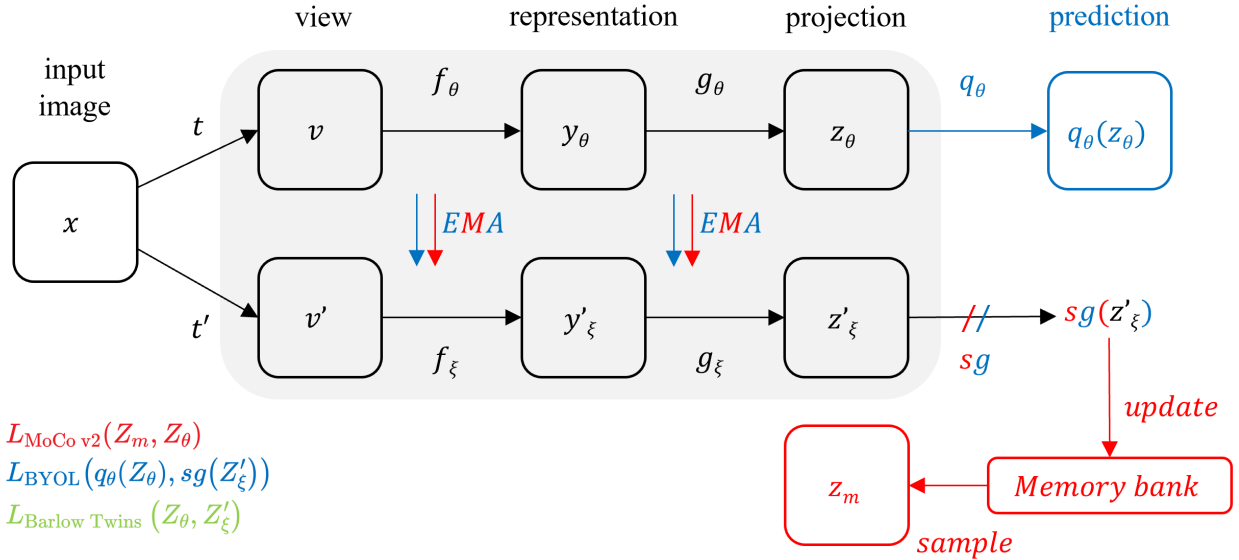 view representation projection prediction
input
image
t
f_θ
g_θ
q_θ
v
y_θ
z_θ
q_θ(z_θ)
x
EMA
EMA
t′
v'
y'_ξ
z'_ξ
sg(z'_ξ)
f_ξ
g_ξ
sg
update
L_MoCo v2(Z_m, Z_θ)
L_BYOL(q_θ(Z_θ), sg(Z′_ξ))
L_Barlow Twins (Z_θ, Z′_ξ)
z_m
Memory bank
sample